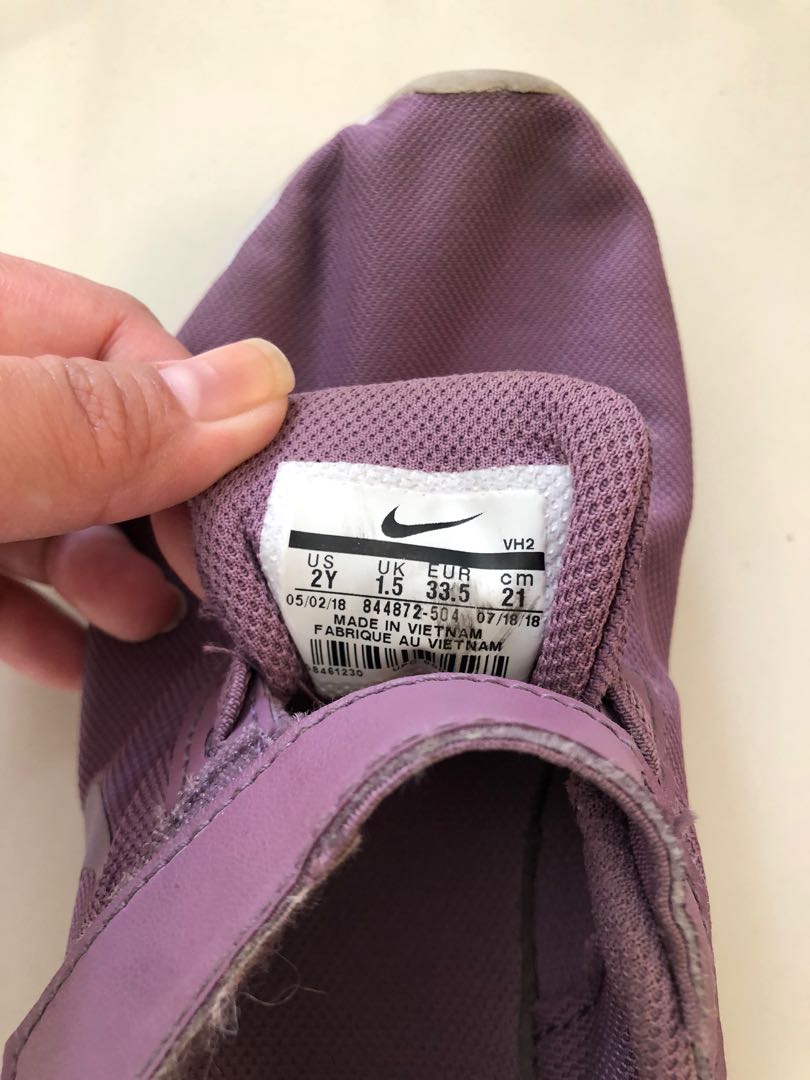 VH2
US UK EUR cm
2Y 1.5 33.5 21
05/02/18 844872-504 07/18/18
MADE IN VIETNAM
FABRIQUE AU VIETNAM
8461230